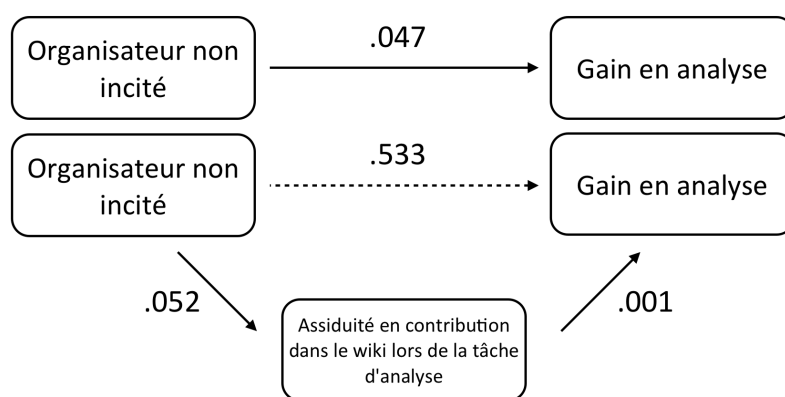 .047
Organisateur non
incité
Gain en analyse
.533
Organisateur non
incité
Gain en analyse
.052
.001
Assiduité en contribution
dans le wiki lors de la tâche
d'analyse